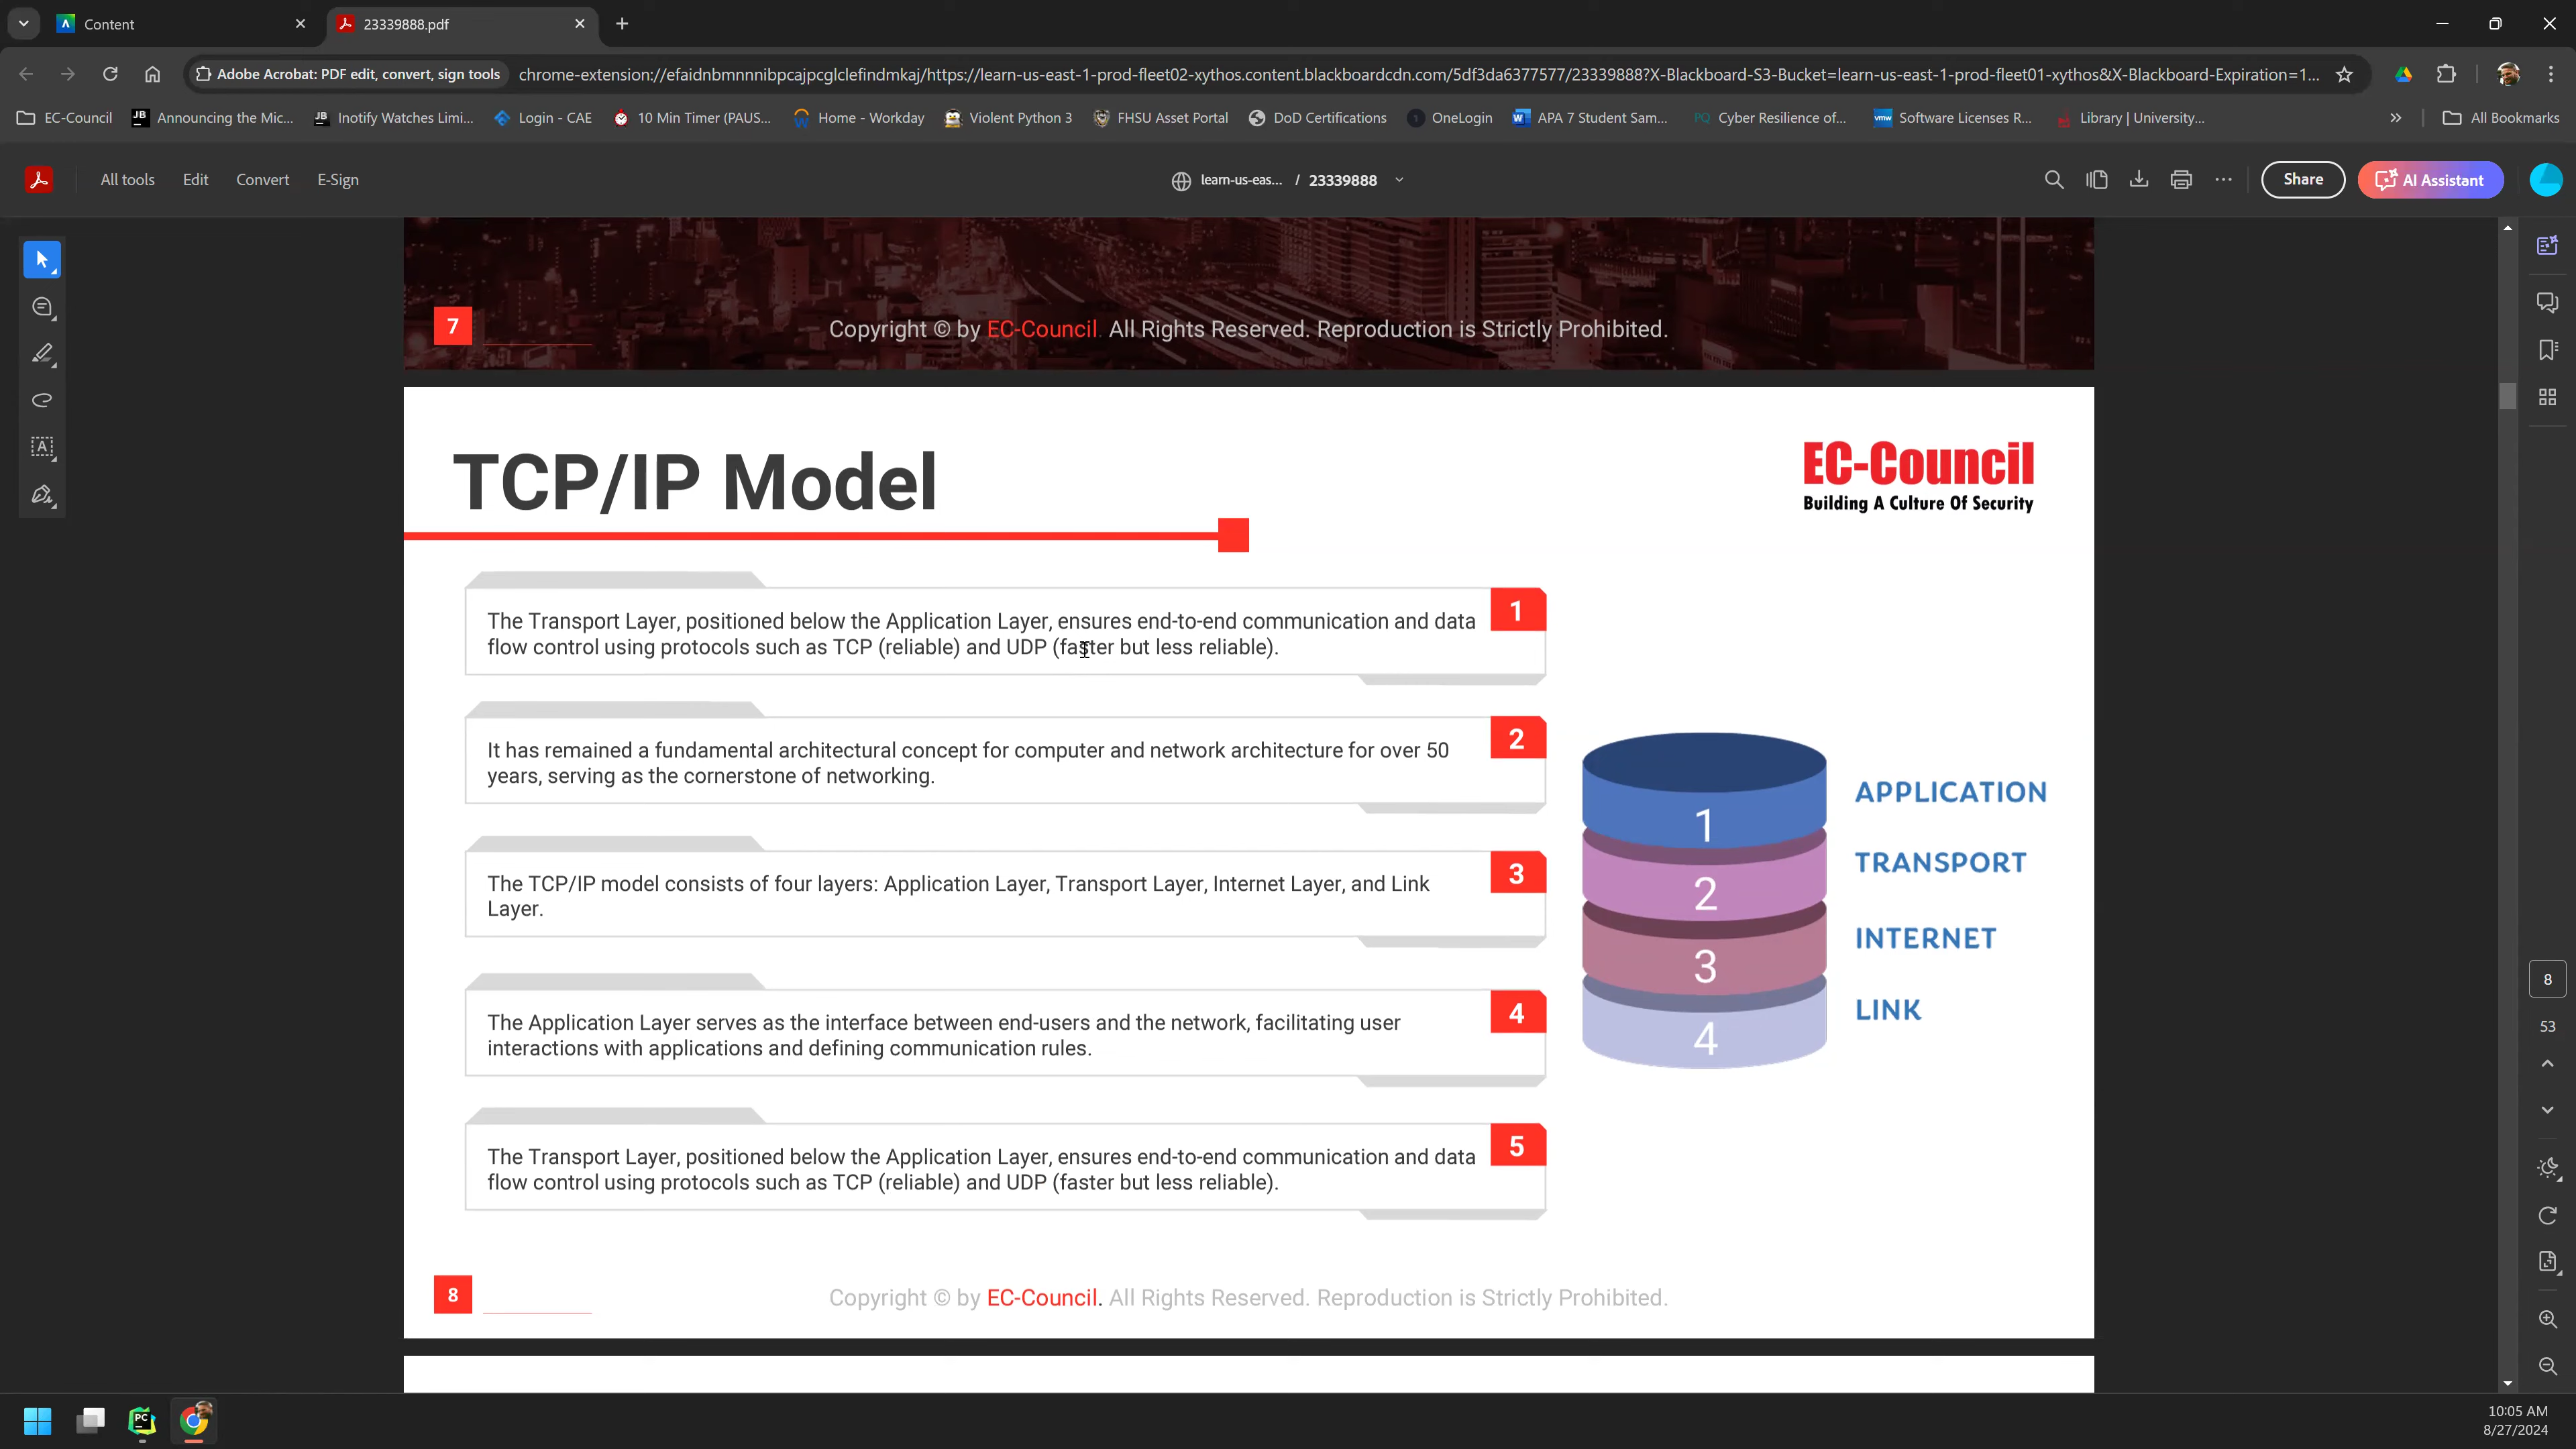 Content
23339888.pdf
Adobe Acrobat: PDF edit, convert, sign tools
chrome-extension://efaidnbmnnnibpcajpcglclefindmkaj/https://learn-us-east-1-prod-fleet02-xythos.content.blackboardcdn.com/5df3da6377577/23339888?X-Blackboard-S3-Bucket=learn-us-east-1-prod-fleet01-xythos&X-Blackboard-Expiration=1...
EC-Council
JB Announcing the Mic...
JB Inotify Watches Limi...
Login - CAE
10 Min Timer (PAUS...
Home - Workday
Violent Python 3
FHSU Asset Portal
DoD Certifications
OneLogin
APA 7 Student Sam...
PQ Cyber Resilience of...
vmw Software Licenses R...
Library | University...
All Bookmarks
All tools
Edit
Convert
E-Sign
learn-us-eas... / 23339888
Share
AI Assistant
7
Copyright © by EC-Council. All Rights Reserved. Reproduction is Strictly Prohibited.
TCP/IP Model
EC-Council
Building A Culture Of Security
The Transport Layer, positioned below the Application Layer, ensures end-to-end communication and data
flow control using protocols such as TCP (reliable) and UDP (faster but less reliable).
1
It has remained a fundamental architectural concept for computer and network architecture for over 50
years, serving as the cornerstone of networking.
2
The TCP/IP model consists of four layers: Application Layer, Transport Layer, Internet Layer, and Link
Layer.
3
The Application Layer serves as the interface between end-users and the network, facilitating user
interactions with applications and defining communication rules.
4
The Transport Layer, positioned below the Application Layer, ensures end-to-end communication and data
flow control using protocols such as TCP (reliable) and UDP (faster but less reliable).
5
1 APPLICATION
2 TRANSPORT
3 INTERNET
4 LINK
8
Copyright © by EC-Council. All Rights Reserved. Reproduction is Strictly Prohibited.
8
53
PC
10:05 AM
8/27/2024